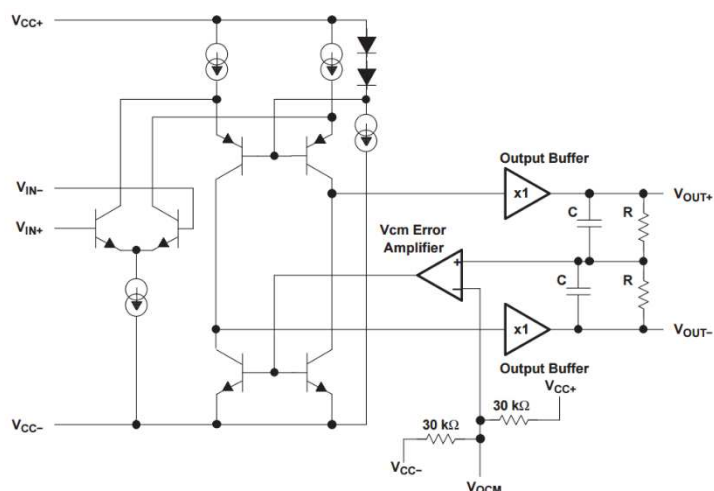 VCC+
Output Buffer
VIN−
x1
VOUT+
VIN+
C
R
Vcm Error
Amplifier
+
−
C
R
x1
VOUT−
Output Buffer
VCC+
30 kΩ
VCC−
30 kΩ
VCC−
VOCM